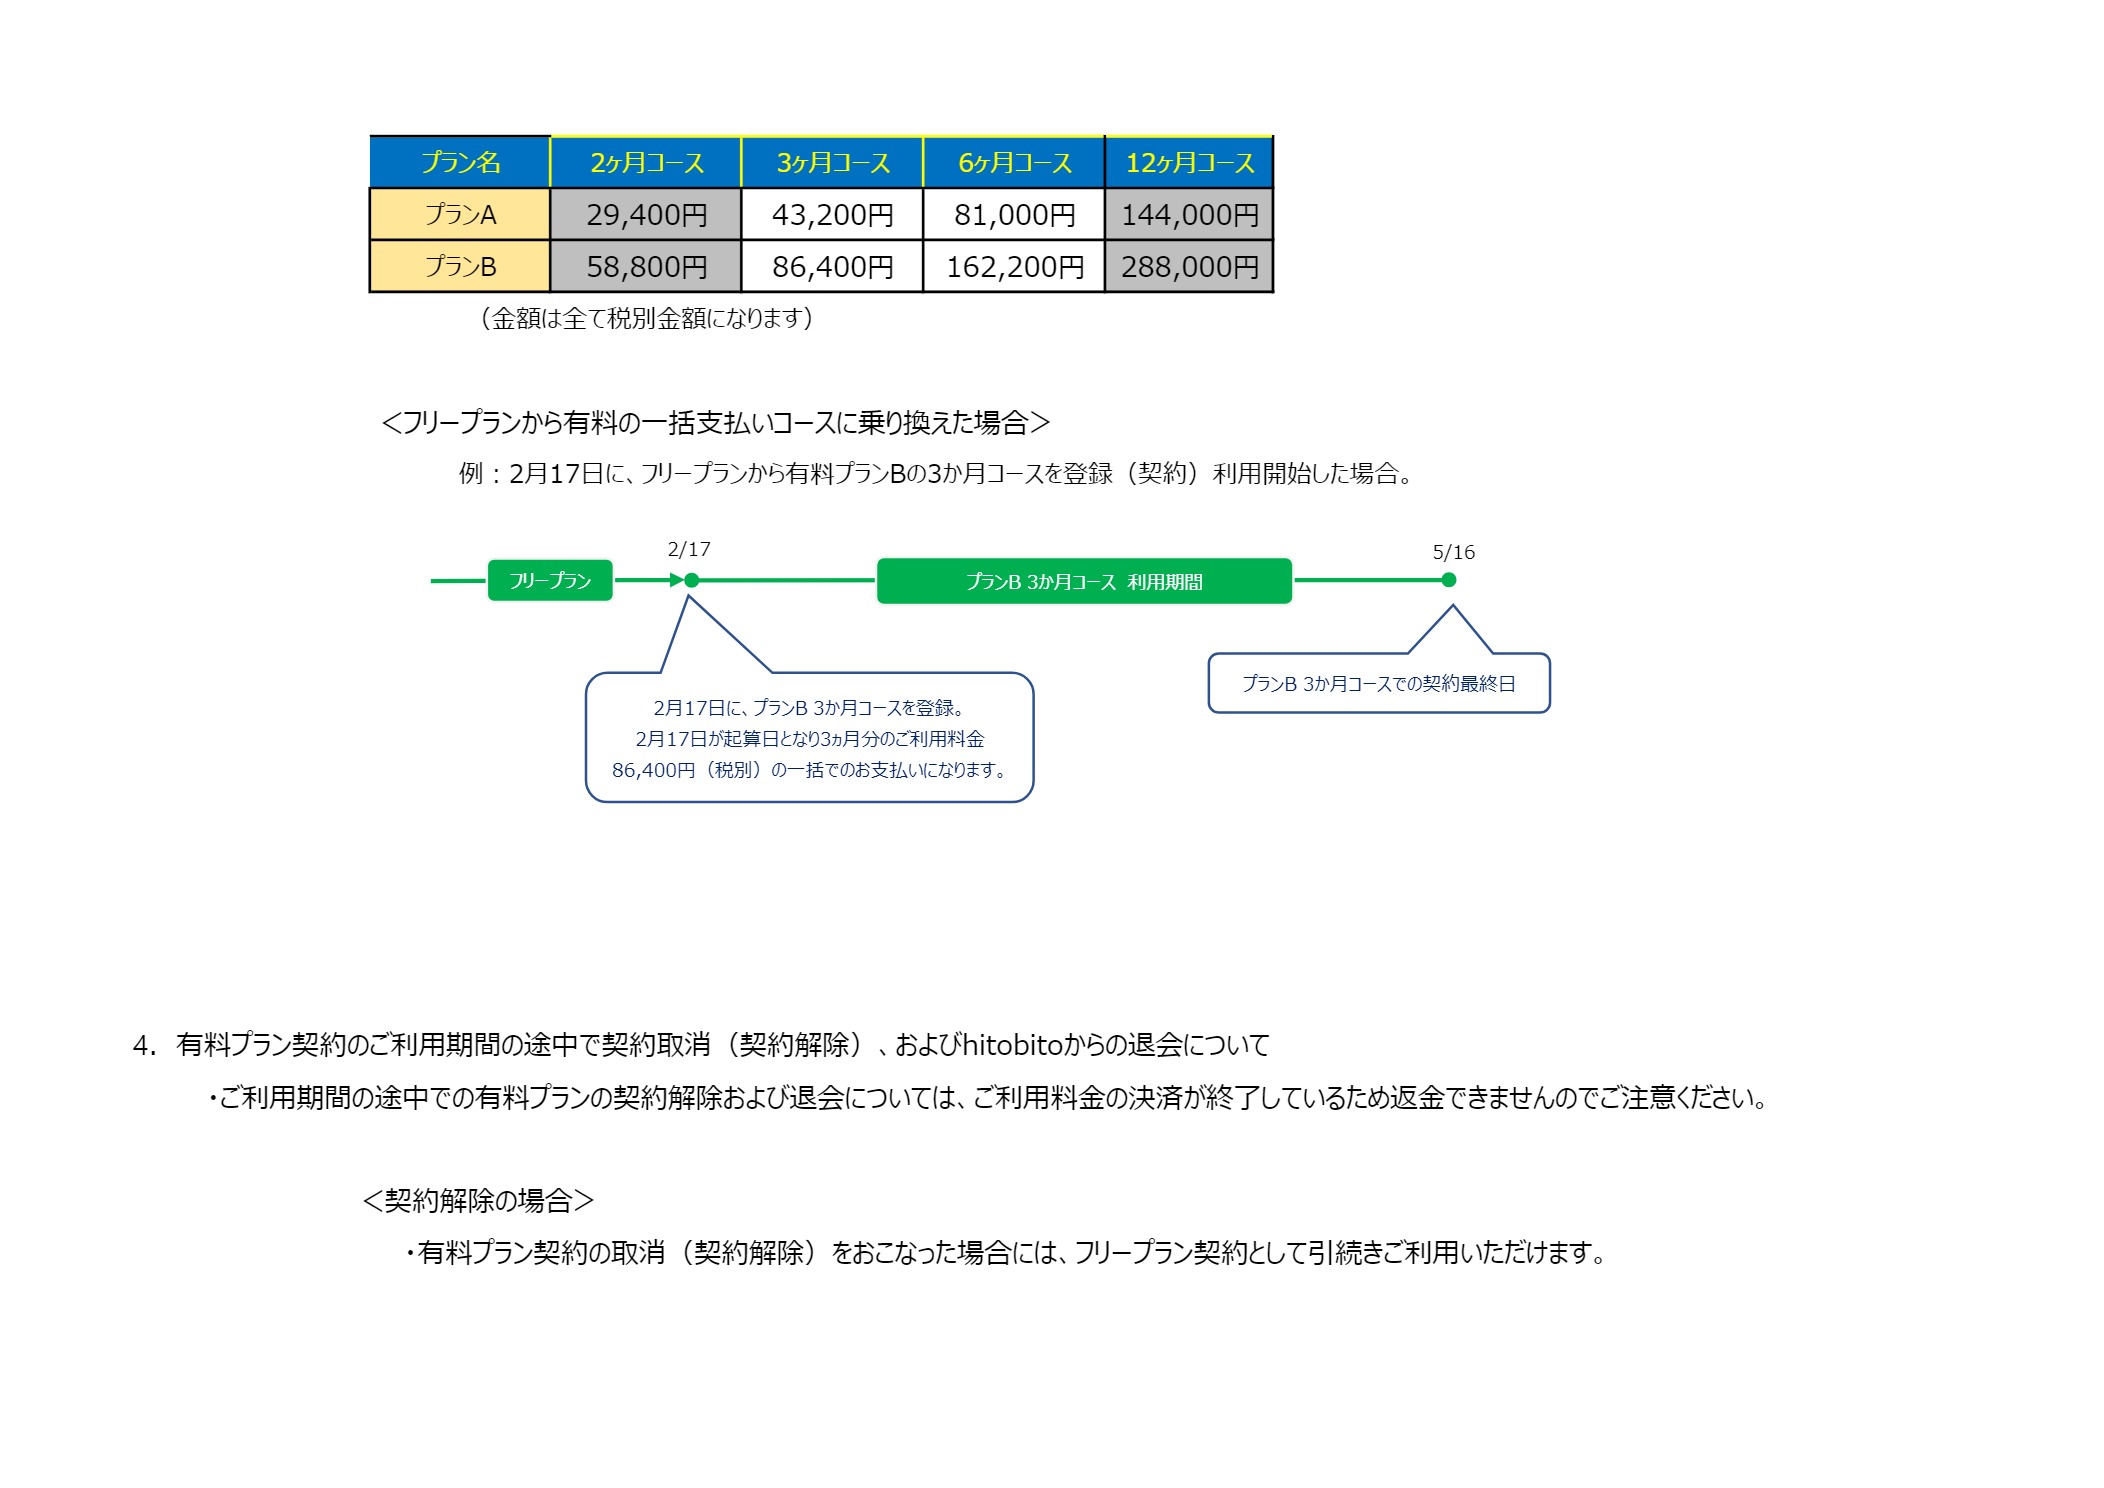 プラン名 2ヶ月コース 3ヶ月コース 6ヶ月コース 12ヶ月コース
プランA 29,400円 43,200円 81,000円 144,000円
プランB 58,800円 86,400円 162,200円 288,000円
（金額は全て税別金額になります）
＜フリープランから有料の一括支払いコースに乗り換えた場合＞
例：2月17日に、フリープランから有料プランBの3か月コースを登録（契約）利用開始した場合。
2/17
5/16
フリープラン
プランB 3か月コース 利用期間
プランB 3か月コースでの契約最終日
2月17日に、プランB 3か月コースを登録。
2月17日が起算日となり3ヵ月分のご利用料金
86,400円（税別）の一括でのお支払いになります。
4. 有料プラン契約のご利用期間の途中で契約取消（契約解除）、およびhitobitoからの退会について
・ご利用期間の途中での有料プランの契約解除および退会については、ご利用料金の決済が終了しているため返金できませんのでご注意ください。
＜契約解除の場合＞
・有料プラン契約の取消（契約解除）をおこなった場合には、フリープラン契約として引続きご利用いただけます。